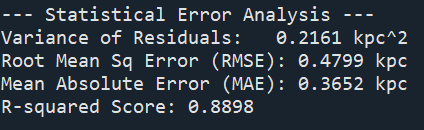 --- Statistical Error Analysis ---
Variance of Residuals:   0.2161 kpc^2
Root Mean Sq Error (RMSE): 0.4799 kpc
Mean Absolute Error (MAE): 0.3652 kpc
R-squared Score: 0.8898